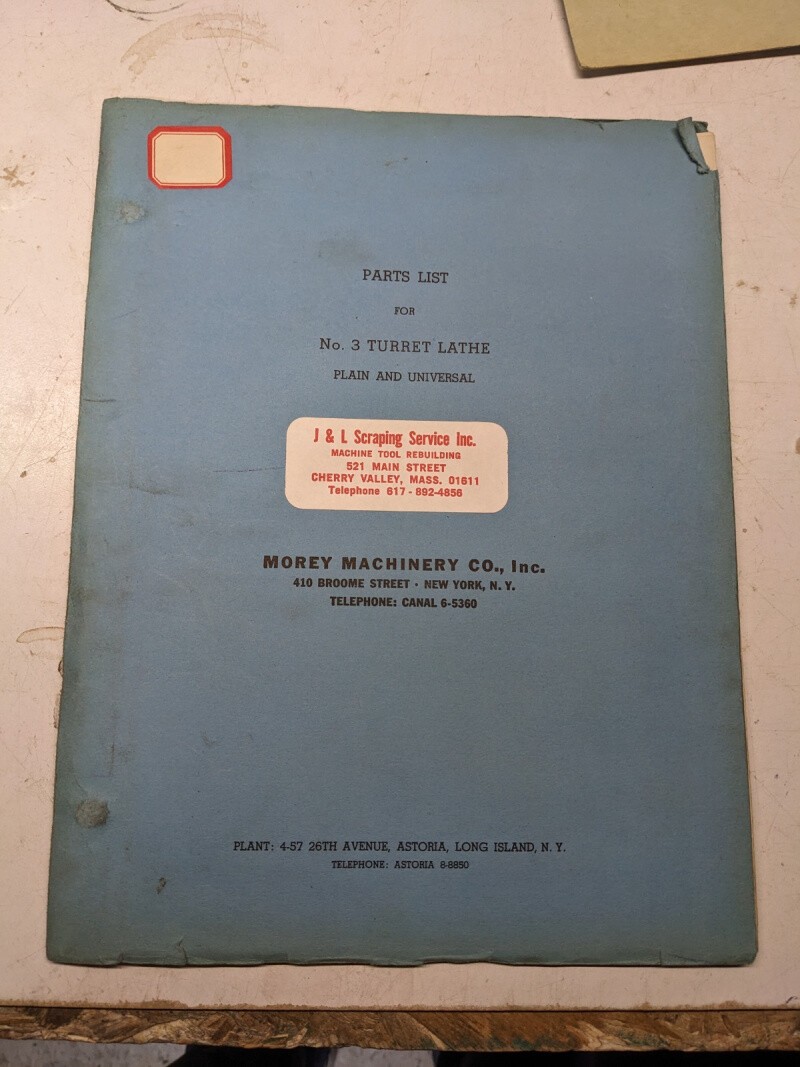 PARTS LIST
FOR
No. 3 TURRET LATHE
PLAIN AND UNIVERSAL
J & L Scraping Service Inc.
MACHINE TOOL REBUILDING
521 MAIN STREET
CHERRY VALLEY, MASS. 01611
Telephone 617-892-4856
MOREY MACHINERY CO., Inc.
410 BROOME STREET · NEW YORK, N. Y.
TELEPHONE: CANAL 6-5360
PLANT: 4-57 26TH AVENUE, ASTORIA, LONG ISLAND, N. Y.
TELEPHONE: ASTORIA 8-8850